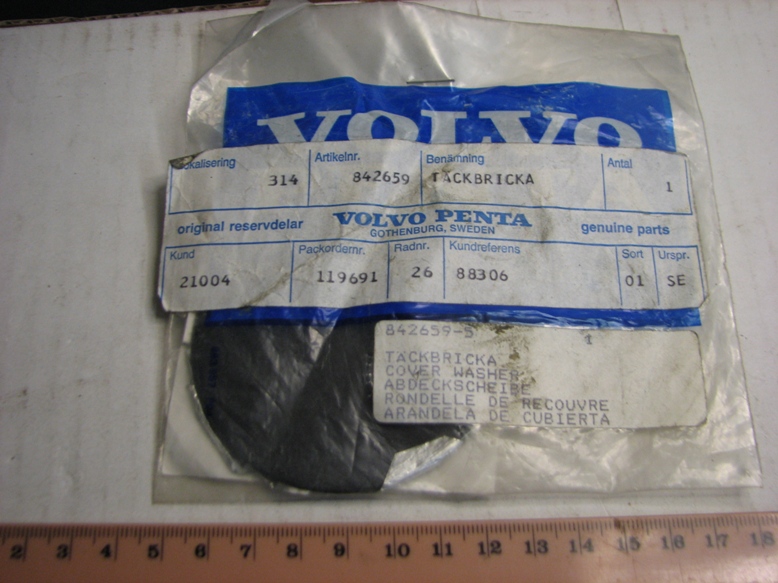 VOLVO
Lokalisering Artikelnr. Benämning Antal
314 842659 TÄCKBRICKA 1
original reservdelar VOLVO PENTA genuine parts
GOTHENBURG, SWEDEN
Kund Packordernr. Radnr. Kundreferens Sort Urspr.
21004 119691 26 88306 01 SE
842659-5 1
TÄCKBRICKA
COVER WASHER
ABDECKSCHEIBE
RONDELLE DE RECOUVRE
ARANDELA DE CUBIERTA
2 3 4 5 6 7 8 9 10 11 12 13 14 15 16 17 18